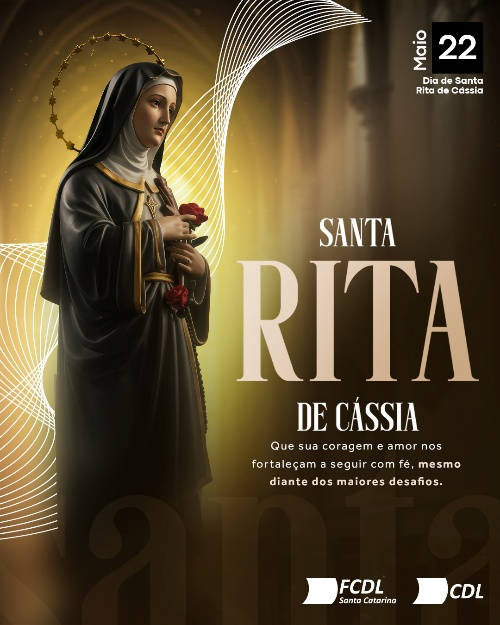 Maio
22
Dia de Santa
Rita de Cássia
SANTA
RITA
DE CÁSSIA
Que sua coragem e amor nos
fortaleçam a seguir com fé, mesmo
diante dos maiores desafios.
santa
FCDL
Santa Catarina
CDL